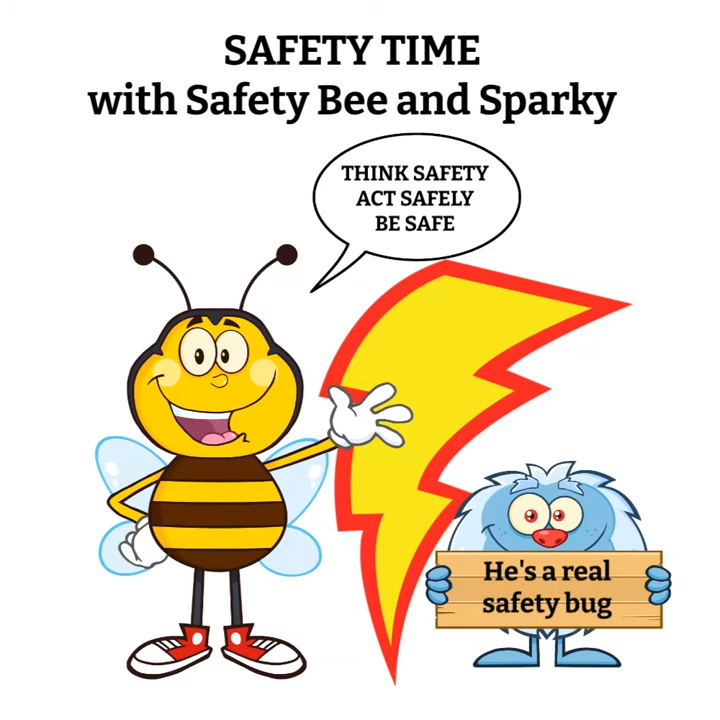 SAFETY TIME
with Safety Bee and Sparky
THINK SAFETY
ACT SAFELY
BE SAFE
He's a real
safety bug